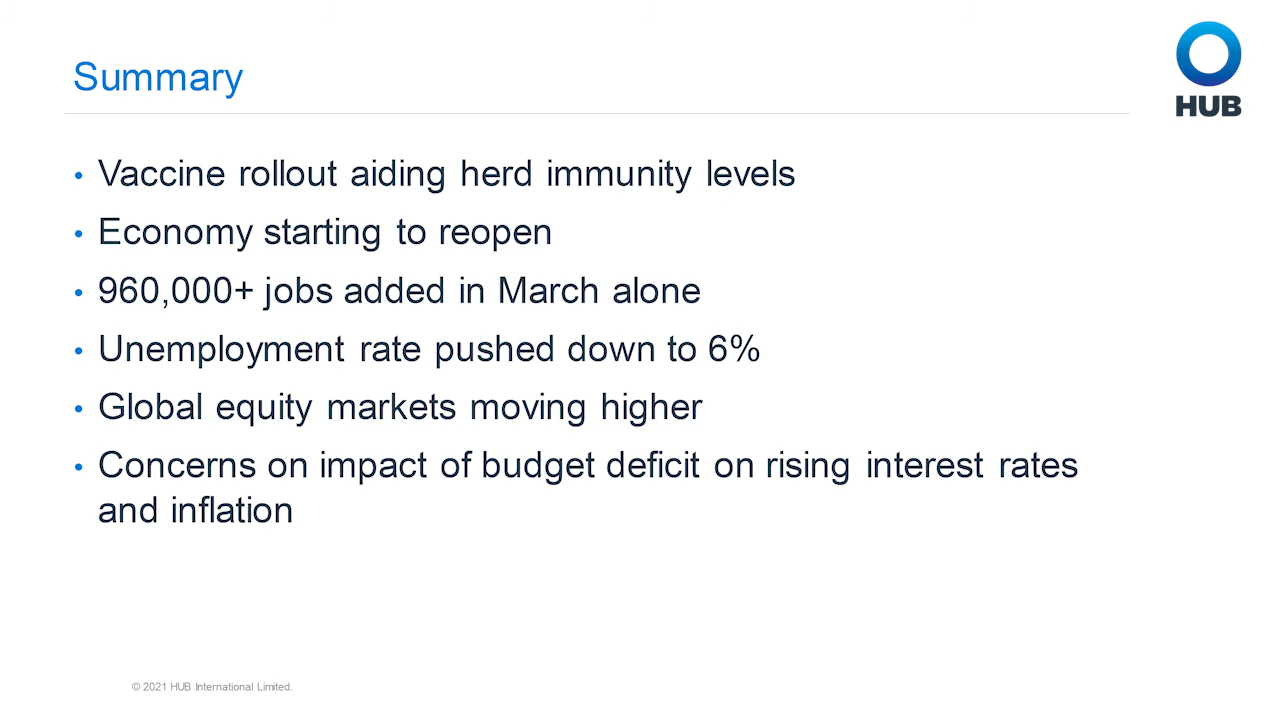 Summary
HUB
• Vaccine rollout aiding herd immunity levels
• Economy starting to reopen
• 960,000+ jobs added in March alone
• Unemployment rate pushed down to 6%
• Global equity markets moving higher
• Concerns on impact of budget deficit on rising interest rates
and inflation
© 2021 HUB International Limited.